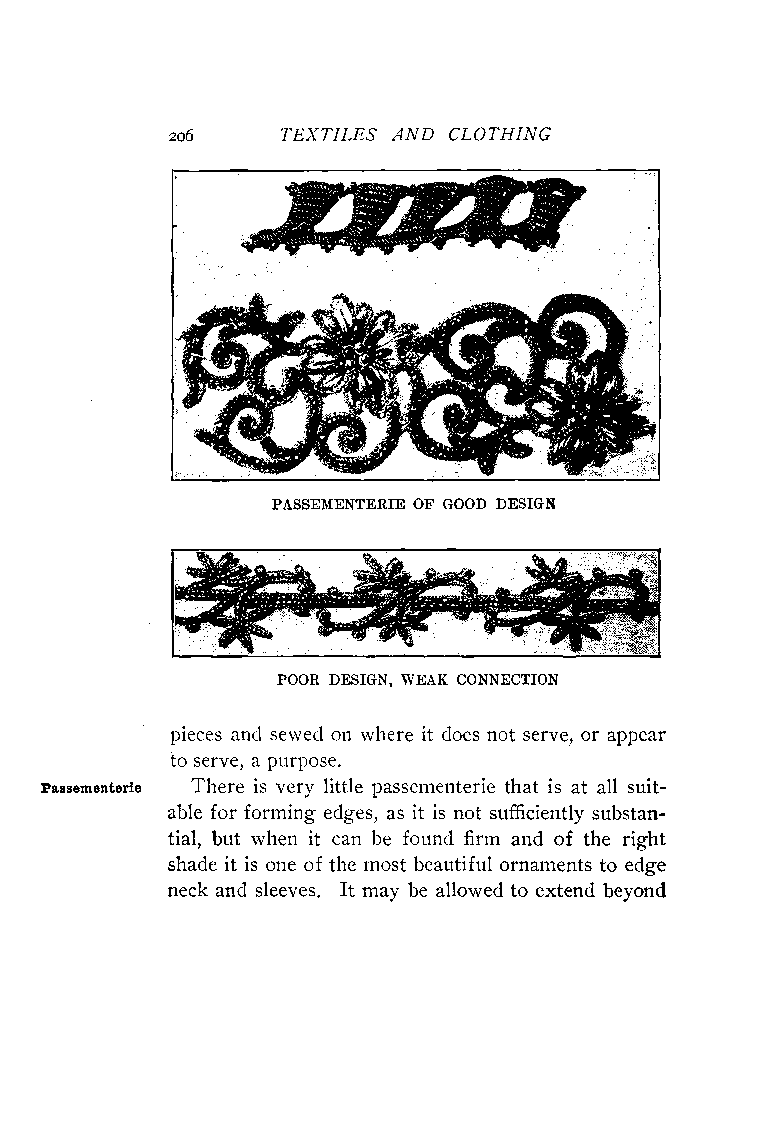 206 TEXTILES AND CLOTHING
PASSEMENTERIE OF GOOD DESIGN
POOR DESIGN, WEAK CONNECTION
pieces and sewed on where it does not serve, or appear
to serve, a purpose.
Passementerie
There is very little passementerie that is at all suit-
able for forming edges, as it is not sufficiently substan-
tial, but when it can be found firm and of the right
shade it is one of the most beautiful ornaments to edge
neck and sleeves. It may be allowed to extend beyond